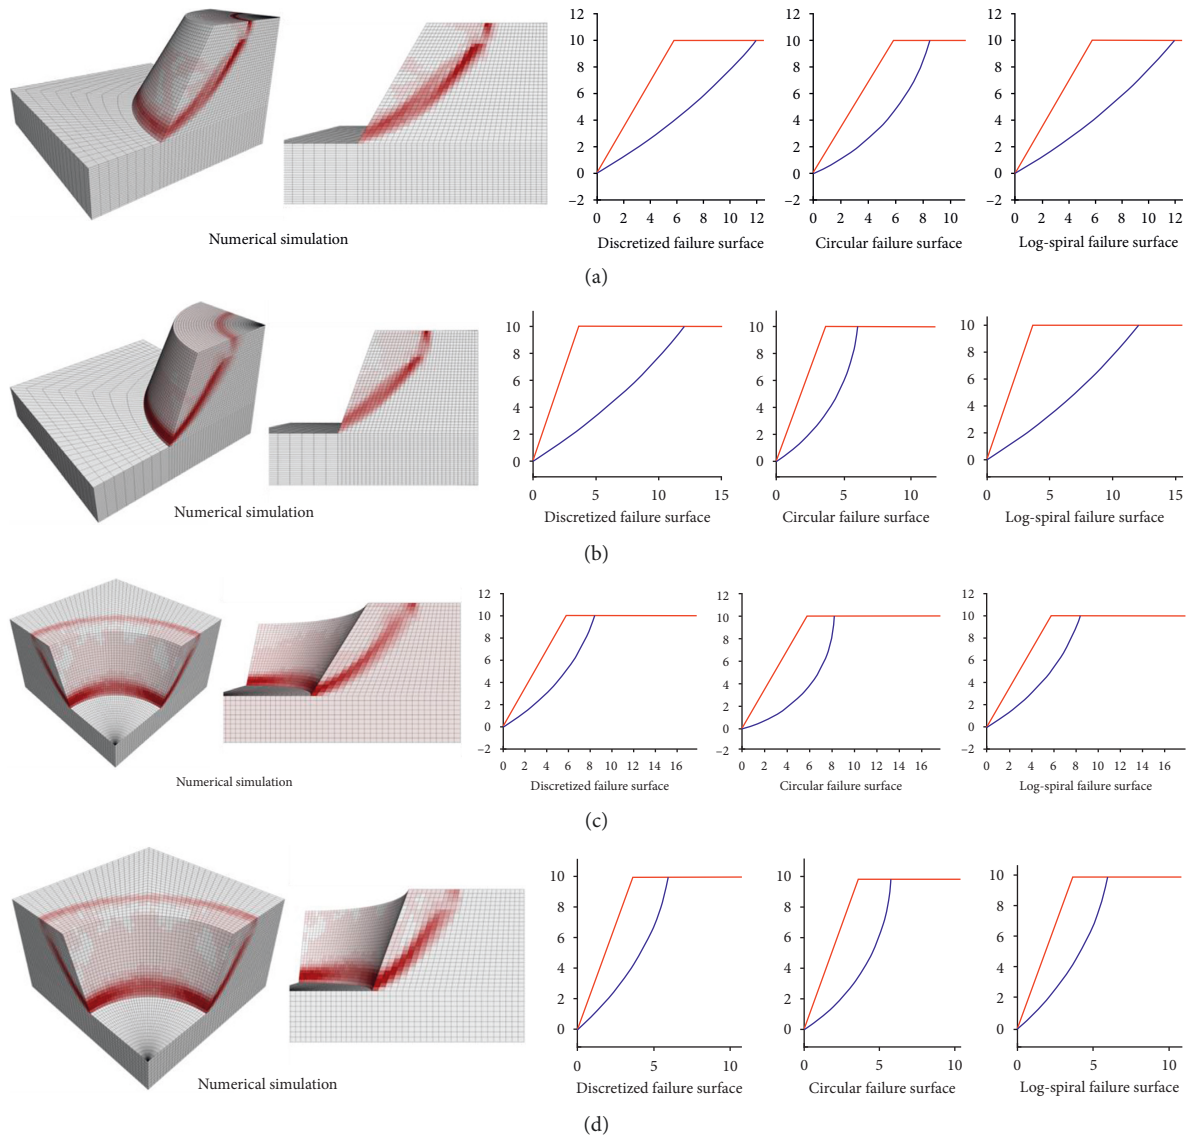 10
8
6
4
2
0
−2
0 2 4 6 8 10 12
Discretized failure surface
12
10
8
6
4
2
0
−2
0 2 4 6 8 10
Circular failure surface
12
10
8
6
4
2
0
−2
0 2 4 6 8 10 12
Log-spiral failure surface
Numerical simulation
(a)
10
8
6
4
2
0
0 5 10 15
Discretized failure surface
10
8
6
4
2
0
0 5 10
Circular failure surface
10
8
6
4
2
0
0 5 10 15
Log-spiral failure surface
Numerical simulation
(b)
12
10
8
6
4
2
0
−2
0 2 4 6 8 10 12 14 16
Discretized failure surface
12
10
8
6
4
2
0
−2
0 2 4 6 8 10 12 14 16
Circular failure surface
12
10
8
6
4
2
0
−2
0 2 4 6 8 10 12 14 16
Log-spiral failure surface
Numerical simulation
(c)
10
8
6
4
2
0
0 5 10
Discretized failure surface
10
8
6
4
2
0
0 5 10
Circular failure surface
10
8
6
4
2
0
0 5 10
Log-spiral failure surface
Numerical simulation
(d)